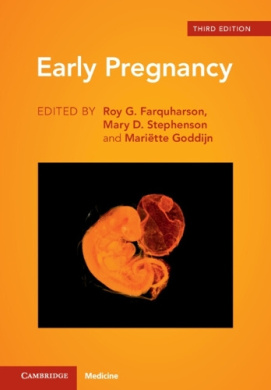 THIRD EDITION
Early Pregnancy
EDITED BY Roy G. Farquharson,
Mary D. Stephenson
and Mariëtte Goddijn
CAMBRIDGE Medicine